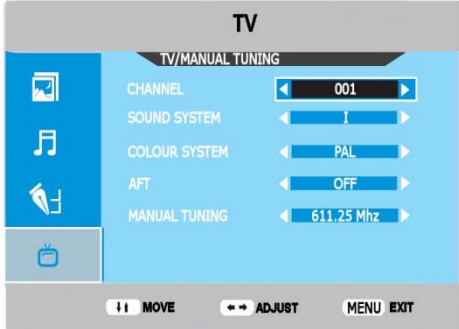 TV
TV/MANUAL TUNING
CHANNEL 001
SOUND SYSTEM I
COLOUR SYSTEM PAL
AFT OFF
MANUAL TUNING 611.25 Mhz
MOVE ADJUST MENU EXIT